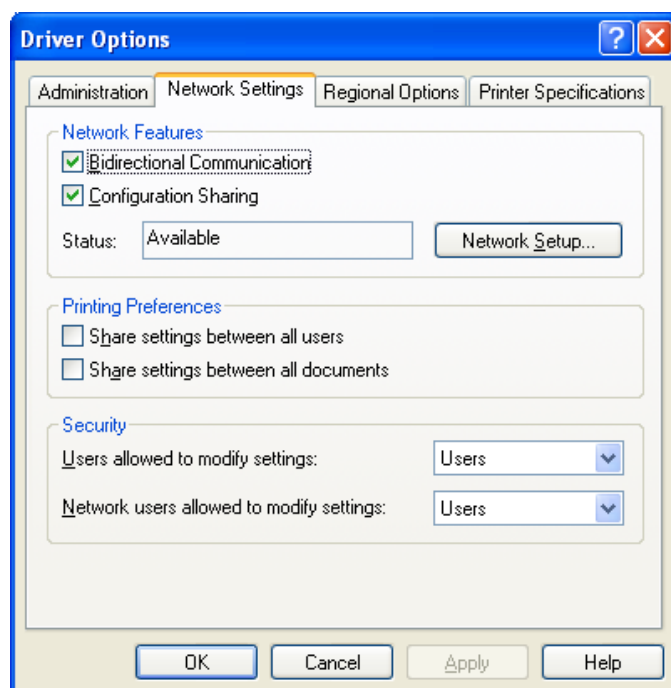 Driver Options
Administration Network Settings Regional Options Printer Specifications
Network Features
Bidirectional Communication
Configuration Sharing
Status: Available Network Setup...
Printing Preferences
Share settings between all users
Share settings between all documents
Security
Users allowed to modify settings: Users
Network users allowed to modify settings: Users
OK Cancel Apply Help